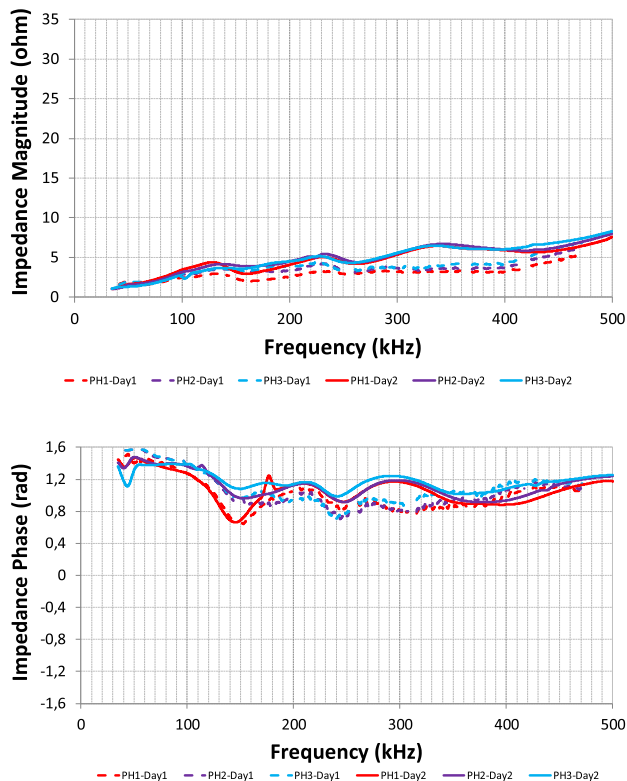 35
30
25
20
15
10
5
0
Impedance Magnitude (ohm)
0 100 200 300 400 500
Frequency (kHz)
PH1-Day1 PH2-Day1 PH3-Day1 PH1-Day2 PH2-Day2 PH3-Day2
1,6
1,2
0,8
0,4
0
-0,4
-0,8
-1,2
-1,6
Impedance Phase (rad)
0 100 200 300 400 500
Frequency (kHz)
PH1-Day1 PH2-Day1 PH3-Day1 PH1-Day2 PH2-Day2 PH3-Day2